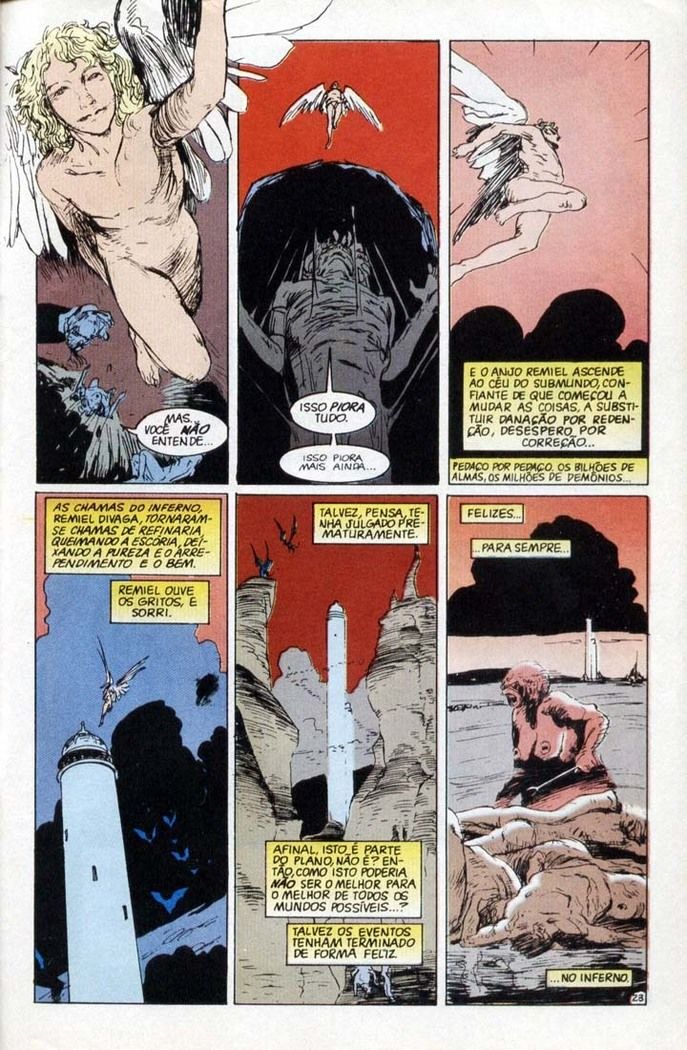 MAS...
VOCÊ NÃO
ENTENDE...
ISSO PIORA
TUDO.
ISSO PIORA
MAIS AINDA...
E O ANJO REMIEL ASCENDE
AO CÉU DO SUBMUNDO, CON-
FIANTE DE QUE COMEÇOU A
MUDAR AS COISAS, A SUBSTI-
TUIR DANAÇÃO POR REDEN-
ÇÃO, DESESPERO POR
CORREÇÃO...
PEDAÇO POR PEDAÇO. OS BILHÕES DE
ALMAS, OS MILHÕES DE DEMÔNIOS...
AS CHAMAS DO INFERNO,
REMIEL DIVAGA, TORNARAM-
SE CHAMAS DE REFINARIA,
QUEIMANDO A ESCÓRIA, DEI-
XANDO A PUREZA E O ARRE-
PENDIMENTO E O BEM.
REMIEL OUVE
OS GRITOS, E
SORRI.
TALVEZ, PENSA, TE-
NHA JULGADO PRE-
MATURAMENTE.
AFINAL, ISTO É PARTE
DO PLANO, NÃO É? EN-
TÃO, COMO ISTO PODERIA
NÃO SER O MELHOR PARA
O MELHOR DE TODOS OS
MUNDOS POSSÍVEIS...?
TALVEZ OS EVENTOS
TENHAM TERMINADO
DE FORMA FELIZ.
FELIZES...
...PARA SEMPRE...
...NO INFERNO.
23